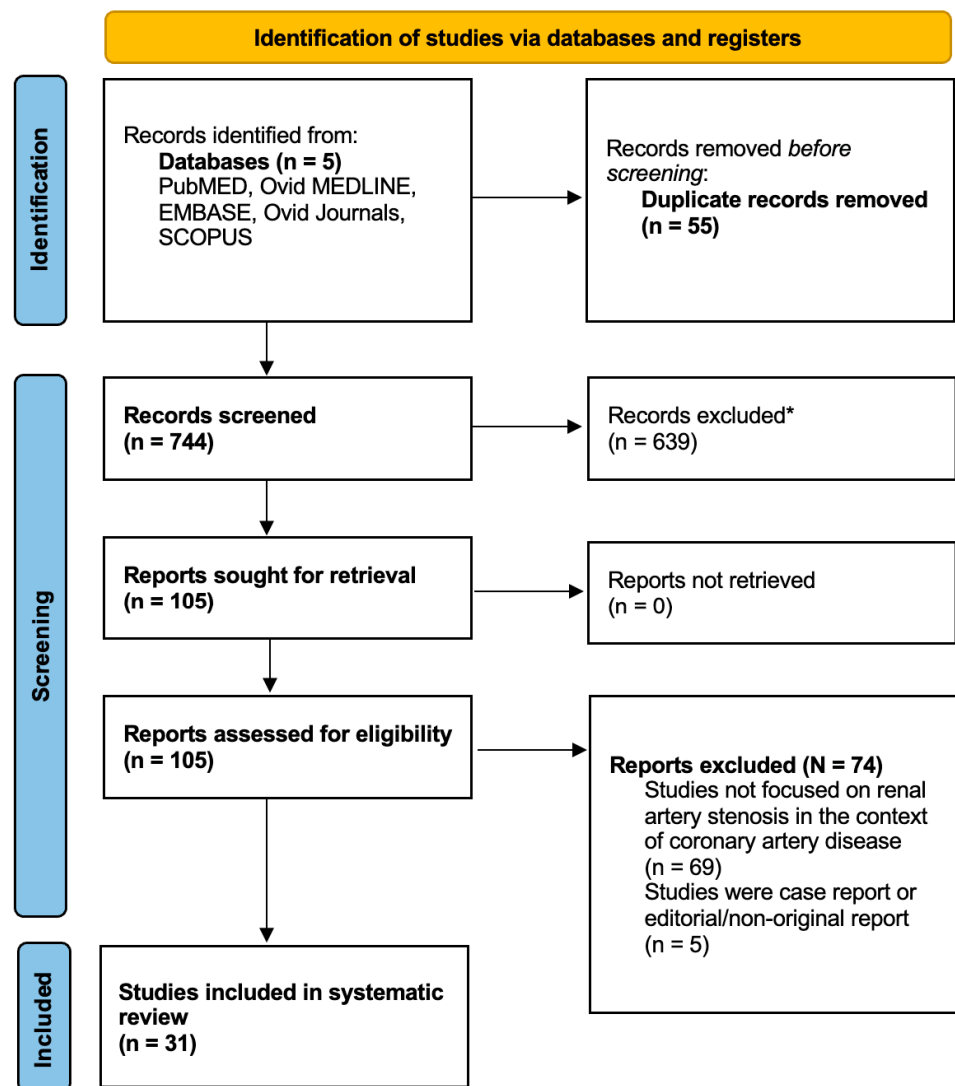 Identification of studies via databases and registers
Identification
Records identified from:
Databases (n = 5)
PubMED, Ovid MEDLINE,
EMBASE, Ovid Journals,
SCOPUS
Records removed before
screening:
Duplicate records removed
(n = 55)
Screening
Records screened
(n = 744)
Records excluded*
(n = 639)
Reports sought for retrieval
(n = 105)
Reports not retrieved
(n = 0)
Reports assessed for eligibility
(n = 105)
Reports excluded (N = 74)
Studies not focused on renal
artery stenosis in the context
of coronary artery disease
(n = 69)
Studies were case report or
editorial/non-original report
(n = 5)
Included
Studies included in systematic
review
(n = 31)